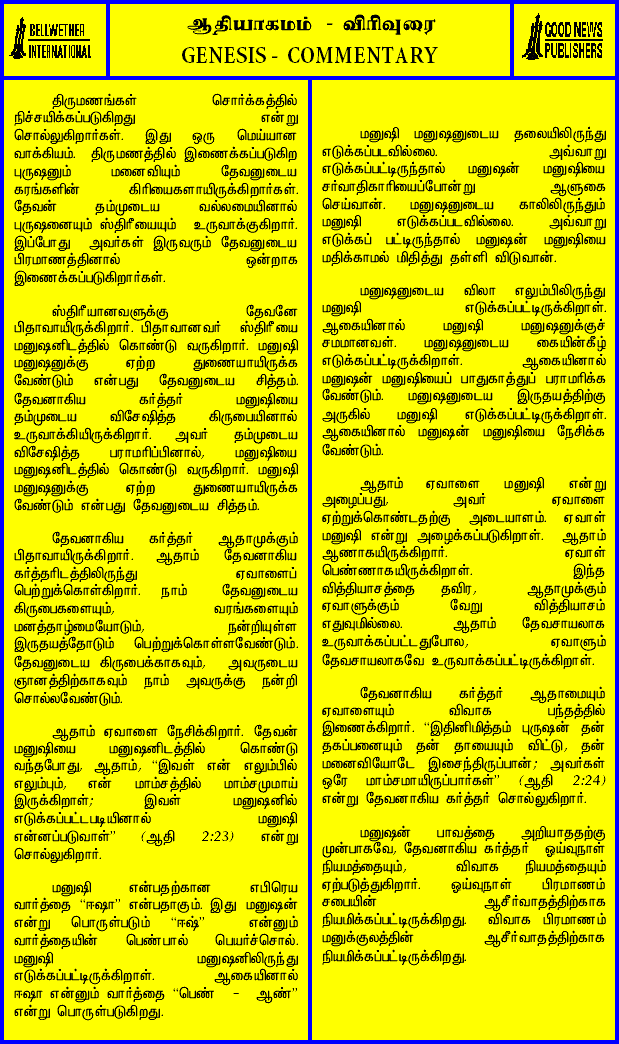 BELLWETHER
INTERNATIONAL
ஆதியாகமம் - விரிவுரை
GENESIS - COMMENTARY
GOOD NEWS
PUBLISHERS
திருமணங்கள் சொர்க்கத்தில்
நிச்சயிக்கப்படுகிறது என்று
சொல்லுகிறார்கள். இது ஒரு மெய்யான
வாக்கியம். திருமணத்தில் இணைக்கப்படுகிற
புருஷனும் மனைவியும் தேவனுடைய
கரங்களின் கிரியைகளாயிருக்கிறார்கள்.
தேவன் தம்முடைய வல்லமையினால்
புருஷனையும் ஸ்திரீயையும் உருவாக்குகிறார்.
இப்போது அவர்கள் இருவரும் தேவனுடைய
பிரமாணத்தினால் ஒன்றாக
இணைக்கப்படுகிறார்கள்.
ஸ்திரீயானவளுக்கு தேவனே
பிதாவாயிருக்கிறார். பிதாவானவர் ஸ்திரீயை
மனுஷனிடத்தில் கொண்டு வருகிறார். மனுஷி
மனுஷனுக்கு ஏற்ற துணையாயிருக்க
வேண்டும் என்பது தேவனுடைய சித்தம்.
தேவனாகிய கர்த்தர் மனுஷியை
தம்முடைய விசேஷித்த கிருபையினால்
உருவாக்கியிருக்கிறார். அவர் தம்முடைய
விசேஷித்த பராமரிப்பினால், மனுஷியை
மனுஷனிடத்தில் கொண்டு வருகிறார். மனுஷி
மனுஷனுக்கு ஏற்ற துணையாயிருக்க
வேண்டும் என்பது தேவனுடைய சித்தம்.
தேவனாகிய கர்த்தர் ஆதாமுக்கும்
பிதாவாயிருக்கிறார். ஆதாம் தேவனாகிய
கர்த்தரிடத்திலிருந்து ஏவாளைப்
பெற்றுக்கொள்கிறார். நாம் தேவனுடைய
கிருபைகளையும், வரங்களையும்
மனத்தாழ்மையோடும், நன்றியுள்ள
இருதயத்தோடும் பெற்றுக்கொள்ளவேண்டும்.
தேவனுடைய கிருபைக்காகவும், அவருடைய
ஞானத்திற்காகவும் நாம் அவருக்கு நன்றி
சொல்லவேண்டும்.
ஆதாம் ஏவாளை நேசிக்கிறார். தேவன்
மனுஷியை மனுஷனிடத்தில் கொண்டு
வந்தபோது, ஆதாம், “இவள் என் எலும்பில்
எலும்பும், என் மாம்சத்தில் மாம்சமுமாய்
இருக்கிறாள்; இவள் மனுஷனில்
எடுக்கப்பட்டபடியினால் மனுஷி
என்னப்படுவாள்” (ஆதி 2:23) என்று
சொல்லுகிறார்.
மனுஷி என்பதற்கான எபிரெய
வார்த்தை “ஈஷா” என்பதாகும். இது மனுஷன்
என்று பொருள்படும் “ஈஷ்” என்னும்
வார்த்தையின் பெண்பால் பெயர்ச்சொல்.
மனுஷி மனுஷனிலிருந்து
எடுக்கப்பட்டிருக்கிறாள். ஆகையினால்
ஈஷா என்னும் வார்த்தை “பெண் - ஆண்”
என்று பொருள்படுகிறது.
மனுஷி மனுஷனுடைய தலையிலிருந்து
எடுக்கப்படவில்லை. அவ்வாறு
எடுக்கப்பட்டிருந்தால் மனுஷன் மனுஷியை
சர்வாதிகாரியைப்போன்று ஆளுகை
செய்வான். மனுஷனுடைய காலிலிருந்தும்
மனுஷி எடுக்கப்படவில்லை. அவ்வாறு
எடுக்கப் பட்டிருந்தால் மனுஷன் மனுஷியை
மதிக்காமல் மிதித்து தள்ளி விடுவான்.
மனுஷனுடைய விலா எலும்பிலிருந்து
மனுஷி எடுக்கப்பட்டிருக்கிறாள்.
ஆகையினால் மனுஷி மனுஷனுக்குச்
சமமானவள். மனுஷனுடைய கையின்கீழ்
எடுக்கப்பட்டிருக்கிறாள். ஆகையினால்
மனுஷன் மனுஷியைப் பாதுகாத்துப் பராமரிக்க
வேண்டும். மனுஷனுடைய இருதயத்திற்கு
அருகில் மனுஷி எடுக்கப்பட்டிருக்கிறாள்.
ஆகையினால் மனுஷன் மனுஷியை நேசிக்க
வேண்டும்.
ஆதாம் ஏவாளை மனுஷி என்று
அழைப்பது, அவர் ஏவாளை
ஏற்றுக்கொண்டதற்கு அடையாளம். ஏவாள்
மனுஷி என்று அழைக்கப்படுகிறாள். ஆதாம்
ஆணாகயிருக்கிறார். ஏவாள்
பெண்ணாகயிருக்கிறாள். இந்த
வித்தியாசத்தை தவிர, ஆதாமுக்கும்
ஏவாளுக்கும் வேறு வித்தியாசம்
எதுவுமில்லை. ஆதாம் தேவசாயலாக
உருவாக்கப்பட்டதுபோல, ஏவாளும்
தேவசாயலாகவே உருவாக்கப்பட்டிருக்கிறாள்.
தேவனாகிய கர்த்தர் ஆதாமையும்
ஏவாளையும் விவாக பந்தத்தில்
இணைக்கிறார். “இதினிமித்தம் புருஷன் தன்
தகப்பனையும் தன் தாயையும் விட்டு, தன்
மனைவியோடே இசைந்திருப்பான்; அவர்கள்
ஒரே மாம்சமாயிருப்பார்கள்” (ஆதி 2:24)
என்று தேவனாகிய கர்த்தர் சொல்லுகிறார்.
மனுஷன் பாவத்தை அறியாததற்கு
முன்பாகவே, தேவனாகிய கர்த்தர் ஓய்வுநாள்
நியமத்தையும், விவாக நியமத்தையும்
ஏற்படுத்துகிறார். ஓய்வுநாள் பிரமாணம்
சபையின் ஆசீர்வாதத்திற்காக
நியமிக்கப்பட்டிருக்கிறது. விவாக பிரமாணம்
மனுக்குலத்தின் ஆசீர்வாதத்திற்காக
நியமிக்கப்பட்டிருக்கிறது.